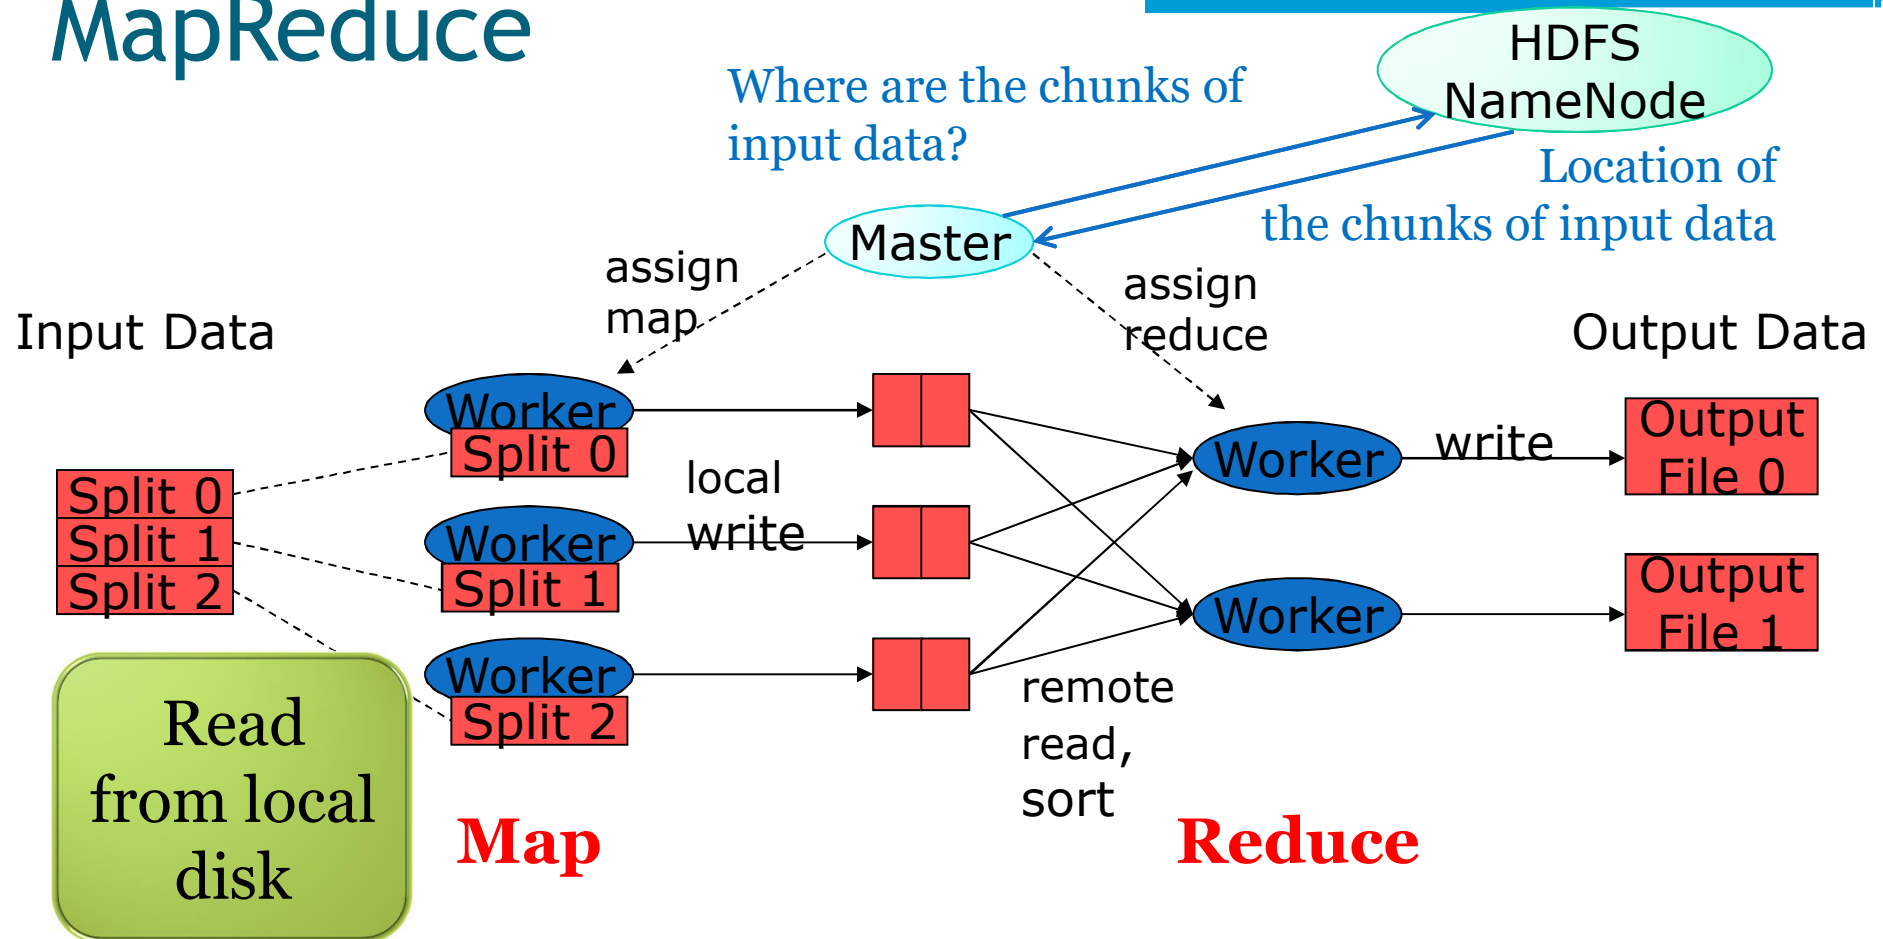 MapReduce
HDFS
NameNode
Where are the chunks of
input data?
Location of
the chunks of input data
Master
assign
map
assign
reduce
Input Data
Output Data
Worker
Split 0
Worker
Split 1
Worker
Split 2
Split 0
Split 1
Split 2
local
write
Worker
Worker
write
Output
File 0
Output
File 1
remote
read,
sort
Read
from local
disk
Map
Reduce